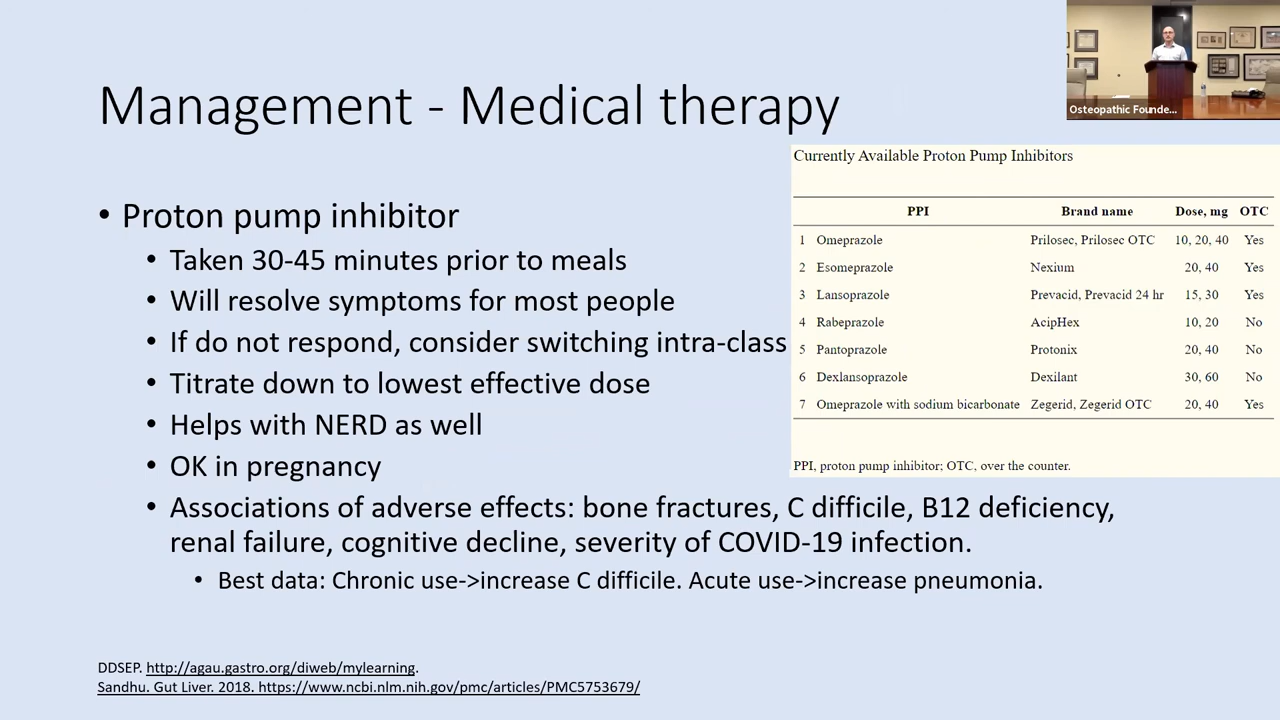 Management - Medical therapy
Osteopathic Founde...
• Proton pump inhibitor
• Taken 30-45 minutes prior to meals
• Will resolve symptoms for most people
• If do not respond, consider switching intra-class
• Titrate down to lowest effective dose
• Helps with NERD as well
• OK in pregnancy
• Associations of adverse effects: bone fractures, C difficile, B12 deficiency,
renal failure, cognitive decline, severity of COVID-19 infection.
• Best data: Chronic use->increase C difficile. Acute use->increase pneumonia.
Currently Available Proton Pump Inhibitors
PPI Brand name Dose, mg OTC
1 Omeprazole Prilosec, Prilosec OTC 10, 20, 40 Yes
2 Esomeprazole Nexium 20, 40 Yes
3 Lansoprazole Prevacid, Prevacid 24 hr 15, 30 Yes
4 Rabeprazole AcipHex 10, 20 No
5 Pantoprazole Protonix 20, 40 No
6 Dexlansoprazole Dexilant 30, 60 No
7 Omeprazole with sodium bicarbonate Zegerid, Zegerid OTC 20, 40 Yes
PPI, proton pump inhibitor; OTC, over the counter.
DDSEP. http://agau.gastro.org/diweb/mylearning.
Sandhu. Gut Liver. 2018. https://www.ncbi.nlm.nih.gov/pmc/articles/PMC5753679/